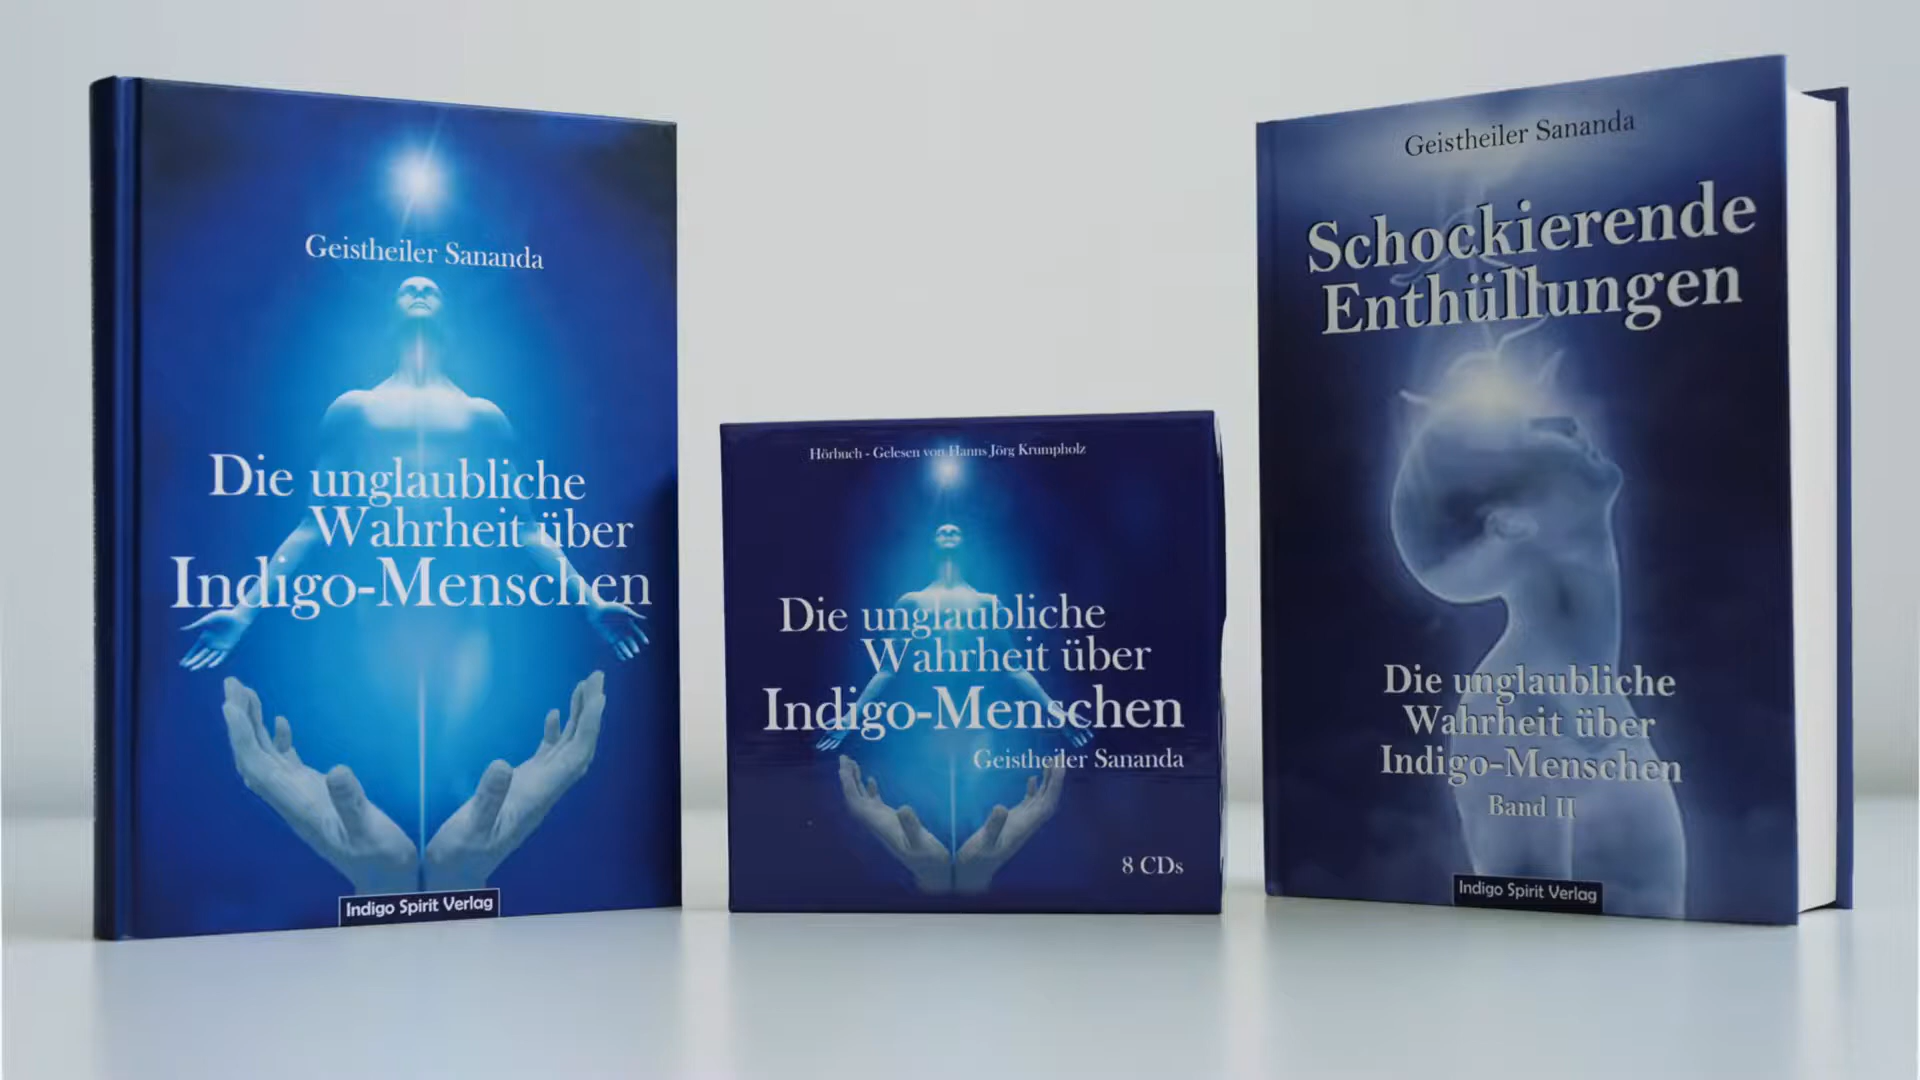 Geistheiler Sananda
Die unglaubliche
Wahrheit über
Indigo-Menschen
Indigo Spirit Verlag
Hörbuch - Gelesen von Hanns Jörg Krumpholz
Die unglaubliche
Wahrheit über
Indigo-Menschen
Geistheiler Sananda
8 CDs
Geistheiler Sananda
Schockierende
Enthüllungen
Die unglaubliche
Wahrheit über
Indigo-Menschen
Band II
Indigo Spirit Verlag